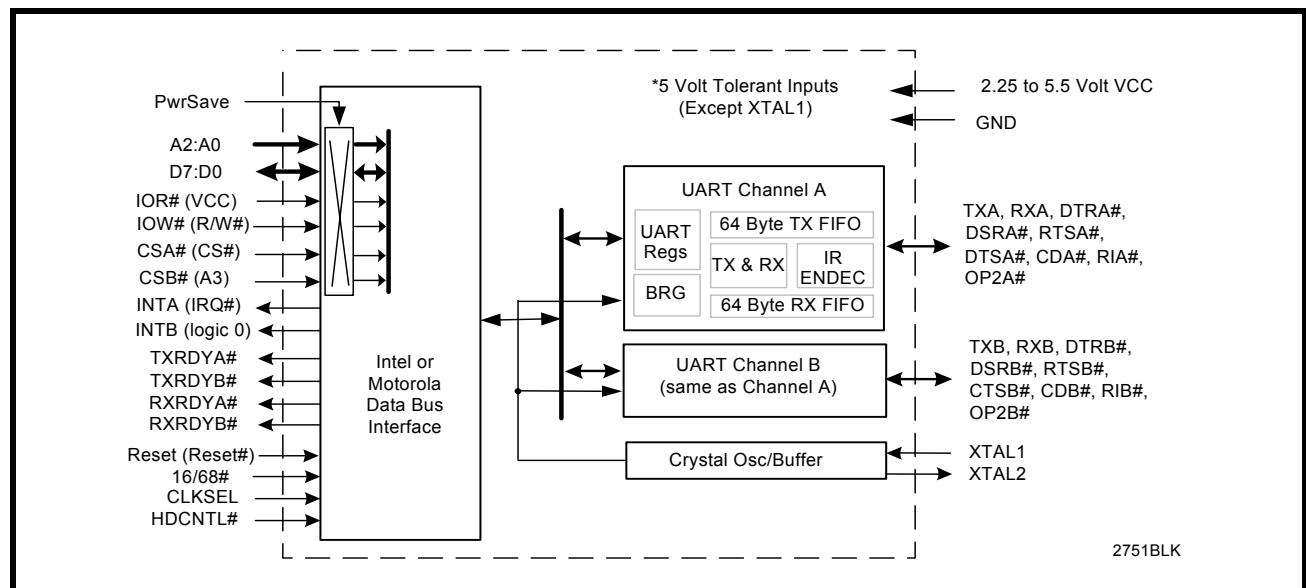 *5 Volt Tolerant Inputs
(Except XTAL1)
2.25 to 5.5 Volt VCC
GND
PwrSave
A2:A0
D7:D0
IOR# (VCC)
IOW# (R/W#)
CSA# (CS#)
CSB# (A3)
INTA (IRQ#)
INTB (logic 0)
TXRDYA#
TXRDYB#
RXRDYA#
RXRDYB#
Reset (Reset#)
16/68#
CLKSEL
HDCNTL#
Intel or
Motorola
Data Bus
Interface
UART Channel A
UART
Regs
BRG
64 Byte TX FIFO
TX & RX
IR
ENDEC
64 Byte RX FIFO
TXA, RXA, DTRA#,
DSRA#, RTSA#,
DTSA#, CDA#, RIA#,
OP2A#
UART Channel B
(same as Channel A)
TXB, RXB, DTRB#,
DSRB#, RTSB#,
CTSB#, CDB#, RIB#,
OP2B#
Crystal Osc/Buffer
XTAL1
XTAL2
2751BLK